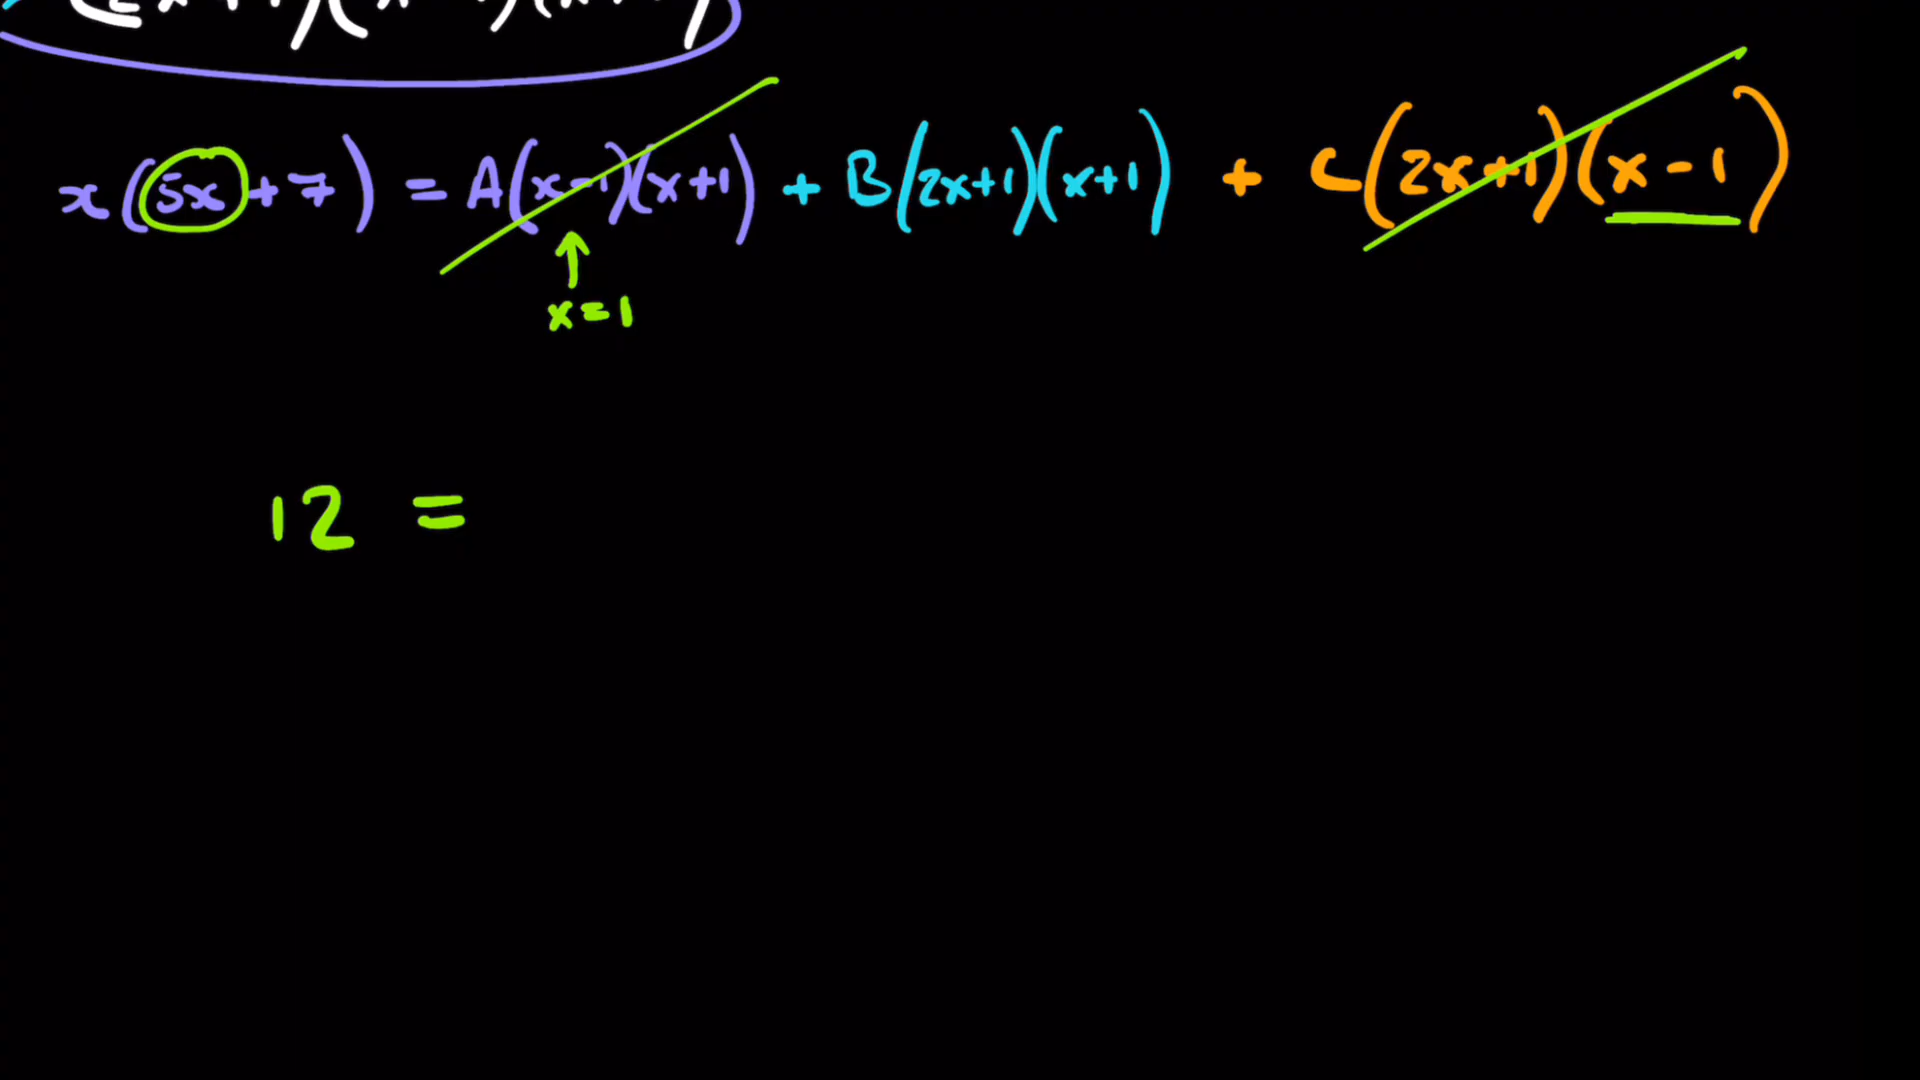 x(5x+7) = A(x-1)(x+1) + B(2x+1)(x+1) + C(2x+1)(x-1)
x=1
12 =